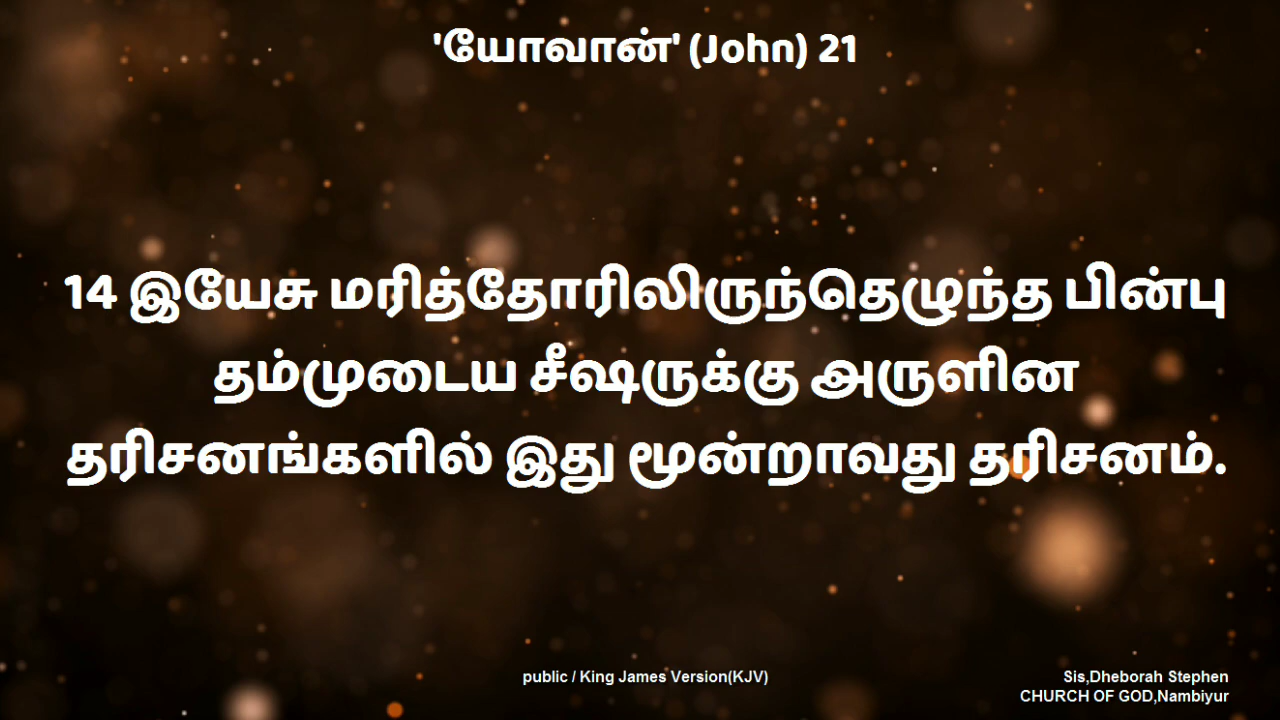 'யோவான்' (John) 21
14 இயேசு மரித்தோரிலிருந்தெழுந்த பின்பு
தம்முடைய சீஷருக்கு அருளின
தரிசனங்களில் இது மூன்றாவது தரிசனம்.
public / King James Version(KJV)
Sis,Dheborah Stephen
CHURCH OF GOD,Nambiyur